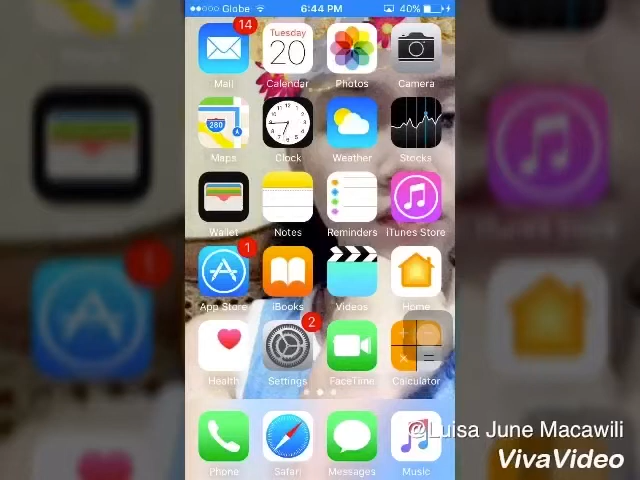 Globe 6:44 PM 40%
14
Tuesday
20
Mail Calendar Photos Camera
280
Maps Clock Weather Stocks
Wallet Notes Reminders iTunes Store
1
App Store iBooks Videos Home
2
Health Settings FaceTime Calculator
@Luisa June Macawili
Phone Safari Messages Music
VivaVideo